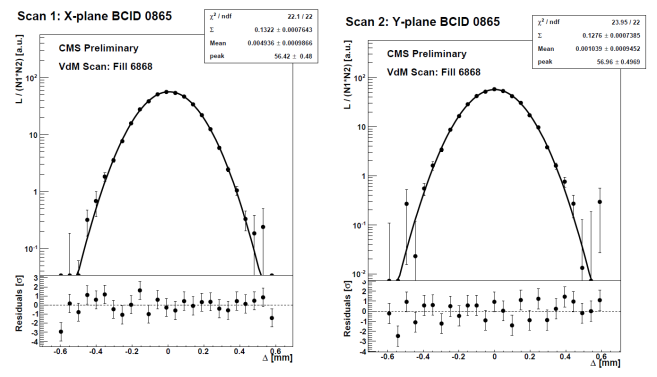 Scan 1: X-plane BCID 0865
χ² / ndf 22.1 / 22
Σ 0.1322 ± 0.0007643
Mean 0.004936 ± 0.0009866
peak 56.42 ± 0.48
CMS Preliminary
VdM Scan: Fill 6868
L / (N1*N2) [a.u.]
10²
10
1
10⁻¹
Residuals [σ]
3
2
1
0
-1
-2
-3
-4
-0.6 -0.4 -0.2 0 0.2 0.4 0.6
Δ [mm]
Scan 2: Y-plane BCID 0865
χ² / ndf 23.95 / 22
Σ 0.1276 ± 0.0007385
Mean 0.001039 ± 0.0009452
peak 56.96 ± 0.4969
CMS Preliminary
VdM Scan: Fill 6868
L / (N1*N2) [a.u.]
10²
10
1
10⁻¹
10⁻²
Residuals [σ]
3
2
1
0
-1
-2
-3
-4
-0.6 -0.4 -0.2 0 0.2 0.4 0.6
Δ [mm]